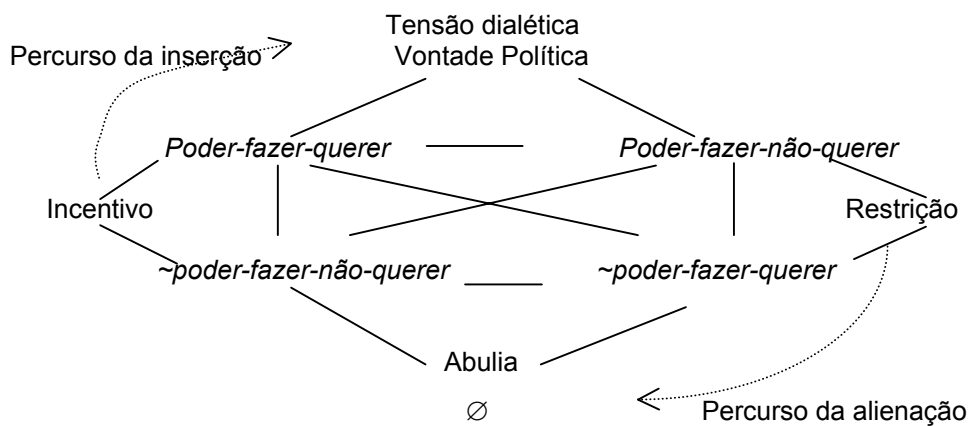 Tensão dialética
Percurso da inserção Vontade Política
Poder-fazer-querer Poder-fazer-não-querer
Incentivo Restrição
~poder-fazer-não-querer ~poder-fazer-querer
Abulia
∅ Percurso da alienação